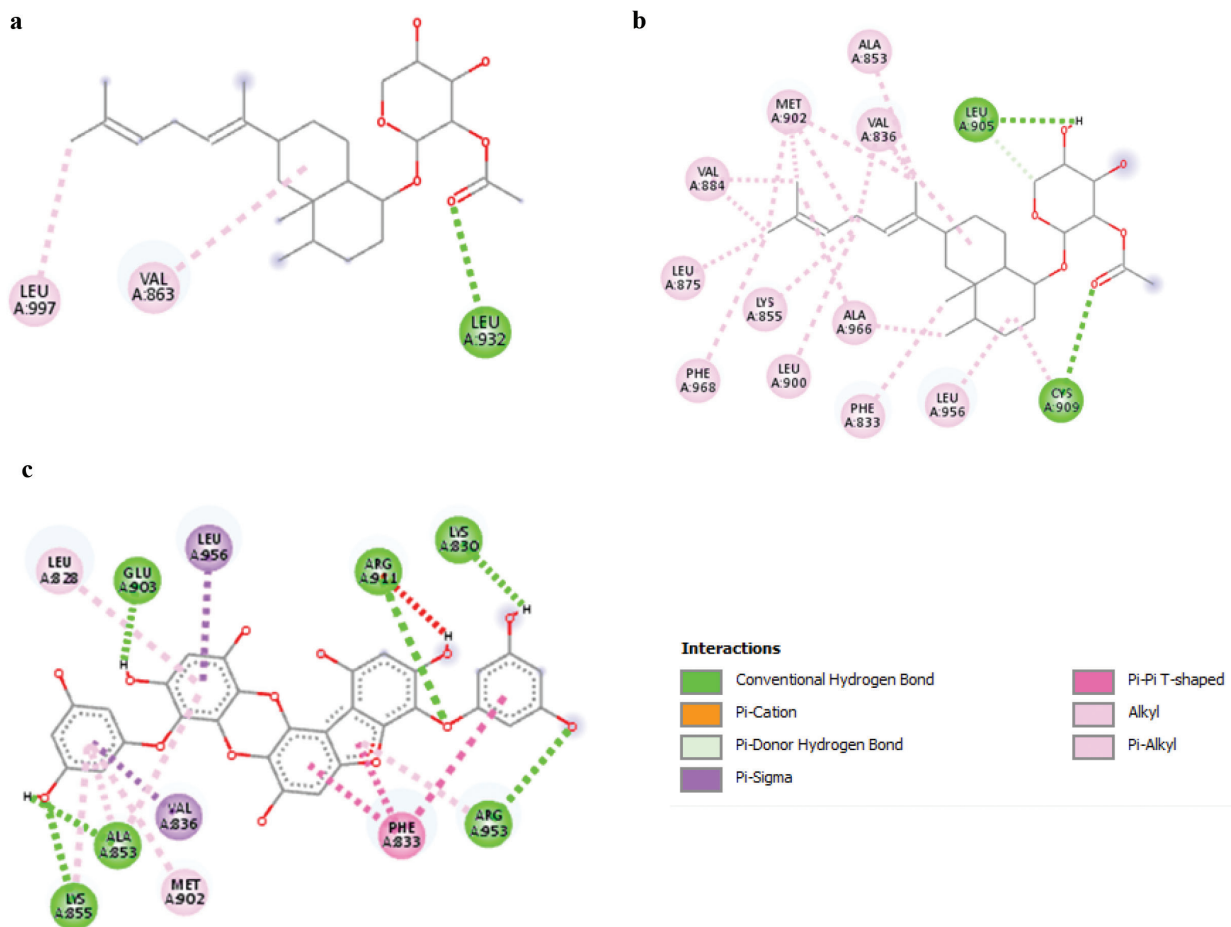 a
LEU
A:997
VAL
A:863
LEU
A:932
O
O
O
O
O
O
b
ALA
A:853
MET
A:902
VAL
A:836
LEU
A:905
H
O
O
O
O
O
O
VAL
A:884
LEU
A:875
LYS
A:855
ALA
A:966
PHE
A:968
LEU
A:900
PHE
A:833
LEU
A:956
CYS
A:909
c
LEU
A:828
GLU
A:903
LEU
A:956
ARG
A:911
LYS
A:830
H
H
H
H
O
O
O
O
O
O
O
O
O
O
O
O
O
VAL
A:836
ALA
A:853
LYS
A:855
MET
A:902
PHE
A:833
ARG
A:953
Interactions
Conventional Hydrogen Bond
Pi-Cation
Pi-Donor Hydrogen Bond
Pi-Sigma
Pi-Pi T-shaped
Alkyl
Pi-Alkyl